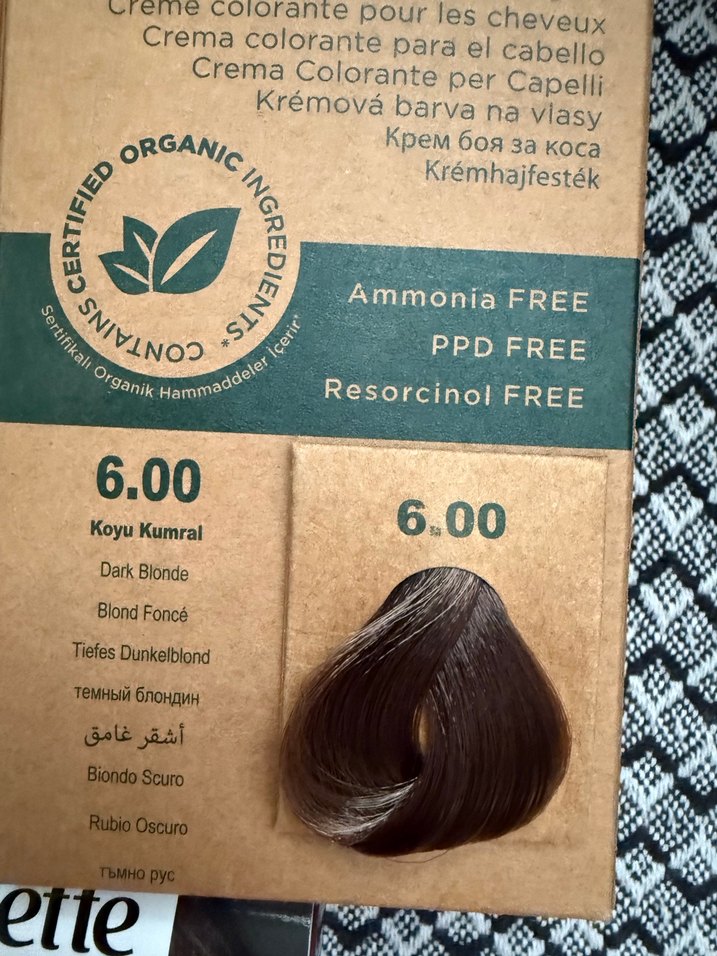 Crème colorante pour les cheveux
Crema colorante para el cabello
Crema Colorante per Capelli
Krémová barva na vlasy
Крем боя за коса
Krémhajfesték
CONTAINS CERTIFIED ORGANIC INGREDIENTS*
Sertifikalı Organik Hammaddeler İçerir*
Ammonia FREE
PPD FREE
Resorcinol FREE
6.00
Koyu Kumral
Dark Blonde
Blond Foncé
Tiefes Dunkelblond
темный блондин
أشقر غامق
Biondo Scuro
Rubio Oscuro
тъмно рус
6.00
ette